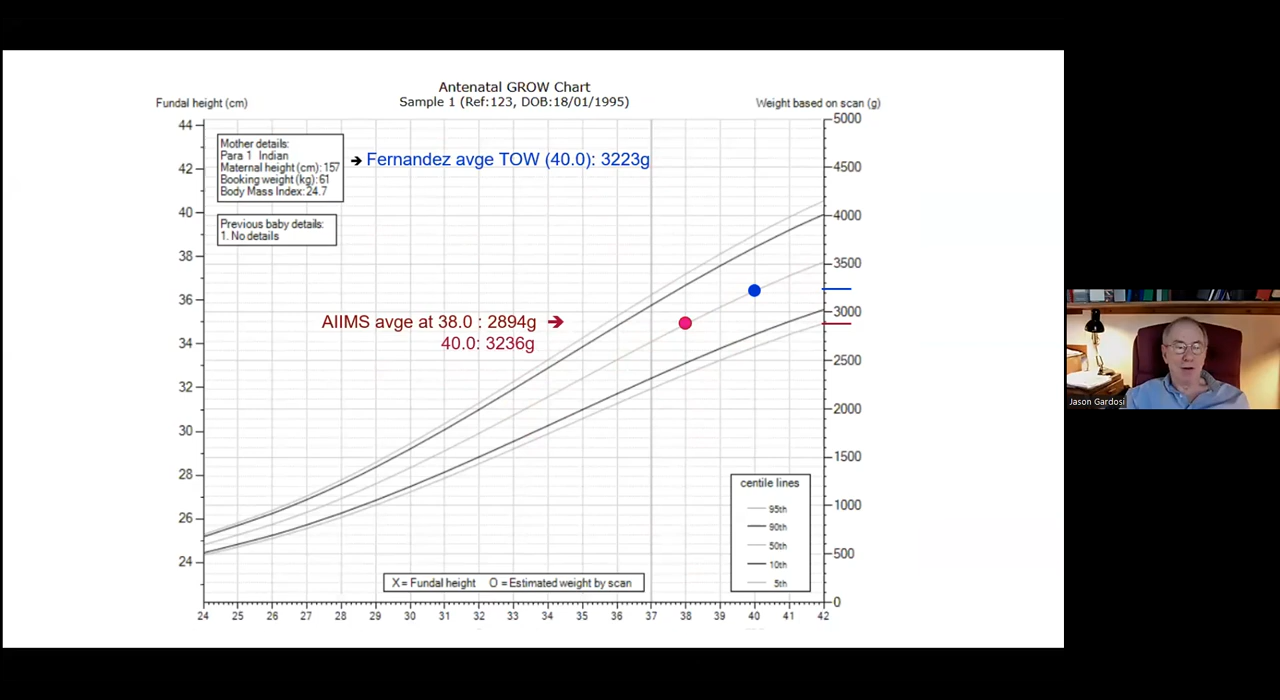 Antenatal GROW Chart
Sample 1 (Ref:123, DOB:18/01/1995)
Fundal height (cm)
Weight based on scan (g)
Mother details:
Para 1 Indian
Maternal height (cm): 157
Booking weight (kg): 61
Body Mass Index: 24.7
➔ Fernandez avge TOW (40.0): 3223g
Previous baby details:
1. No details
AIIMS avge at 38.0 : 2894g ➔
40.0: 3236g
44
42
40
38
36
34
32
30
28
26
24
5000
4500
4000
3500
3000
2500
2000
1500
1000
500
0
centile lines
95th
90th
50th
10th
5th
X = Fundal height O = Estimated weight by scan
24 25 26 27 28 29 30 31 32 33 34 35 36 37 38 39 40 41 42
Jason Gardosi